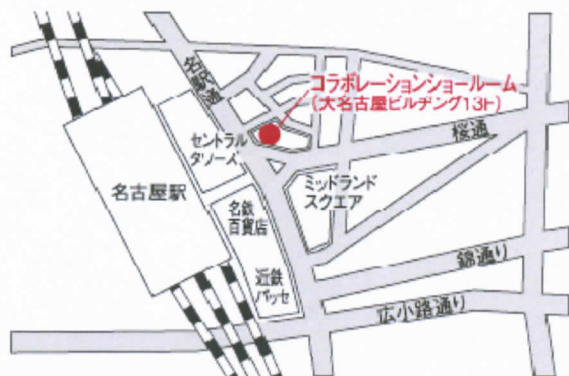 名駅通
コラボレーションショールーム
(大名古屋ビルヂング13F)
セントラル
タワーズ
桜通
名古屋駅
ミッドランド
スクエア
名鉄
百貨店
近鉄
パッセ
錦通り
広小路通り